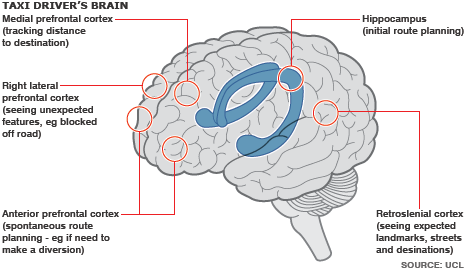 TAXI DRIVER'S BRAIN
Medial prefrontal cortex
(tracking distance
to destination)
Hippocampus
(initial route planning)
Right lateral
prefrontal cortex
(seeing unexpected
features, eg blocked
off road)
Anterior prefrontal cortex
(spontaneous route
planning - eg if need to
make a diversion)
Retroslenial cortex
(seeing expected
landmarks, streets
and desinations)
SOURCE: UCL